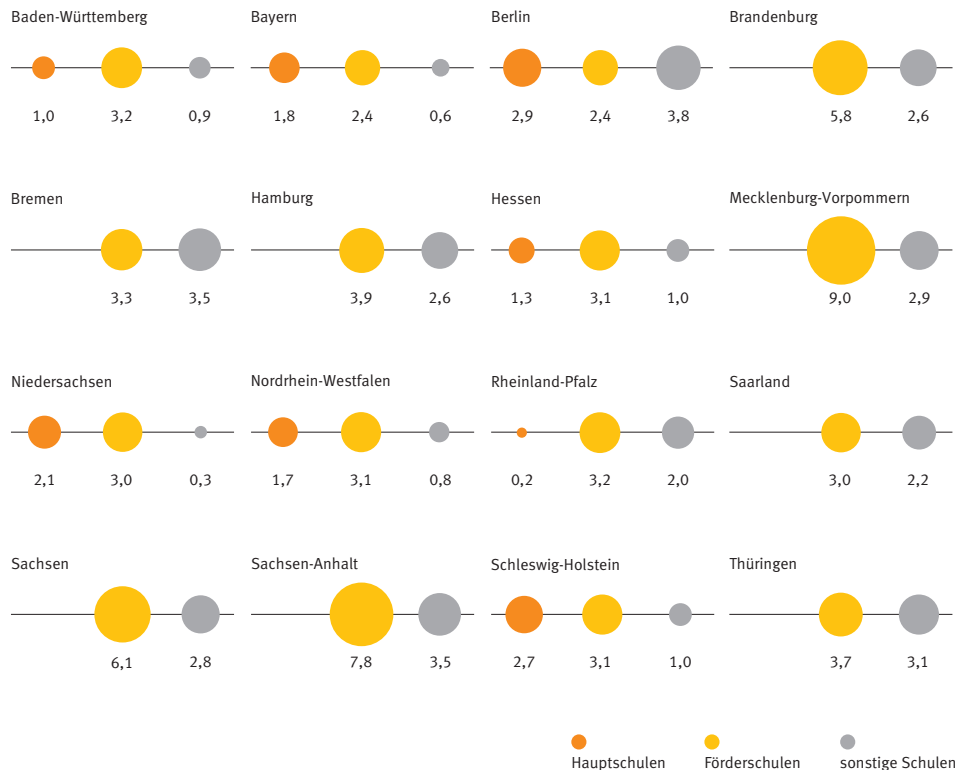 Baden-Württemberg
Bayern
Berlin
Brandenburg
1,0 3,2 0,9
1,8 2,4 0,6
2,9 2,4 3,8
5,8 2,6
Bremen
Hamburg
Hessen
Mecklenburg-Vorpommern
3,3 3,5
3,9 2,6
1,3 3,1 1,0
9,0 2,9
Niedersachsen
Nordrhein-Westfalen
Rheinland-Pfalz
Saarland
2,1 3,0 0,3
1,7 3,1 0,8
0,2 3,2 2,0
3,0 2,2
Sachsen
Sachsen-Anhalt
Schleswig-Holstein
Thüringen
6,1 2,8
7,8 3,5
2,7 3,1 1,0
3,7 3,1
Hauptschulen
Förderschulen
sonstige Schulen